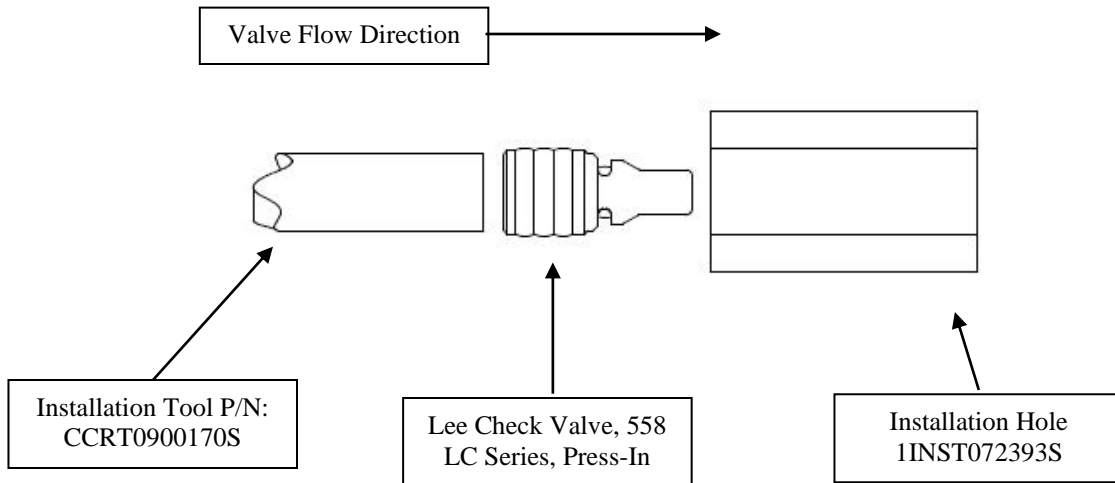 Valve Flow Direction
Installation Tool P/N:
CCRT0900170S
Lee Check Valve, 558
LC Series, Press-In
Installation Hole
1INST072393S